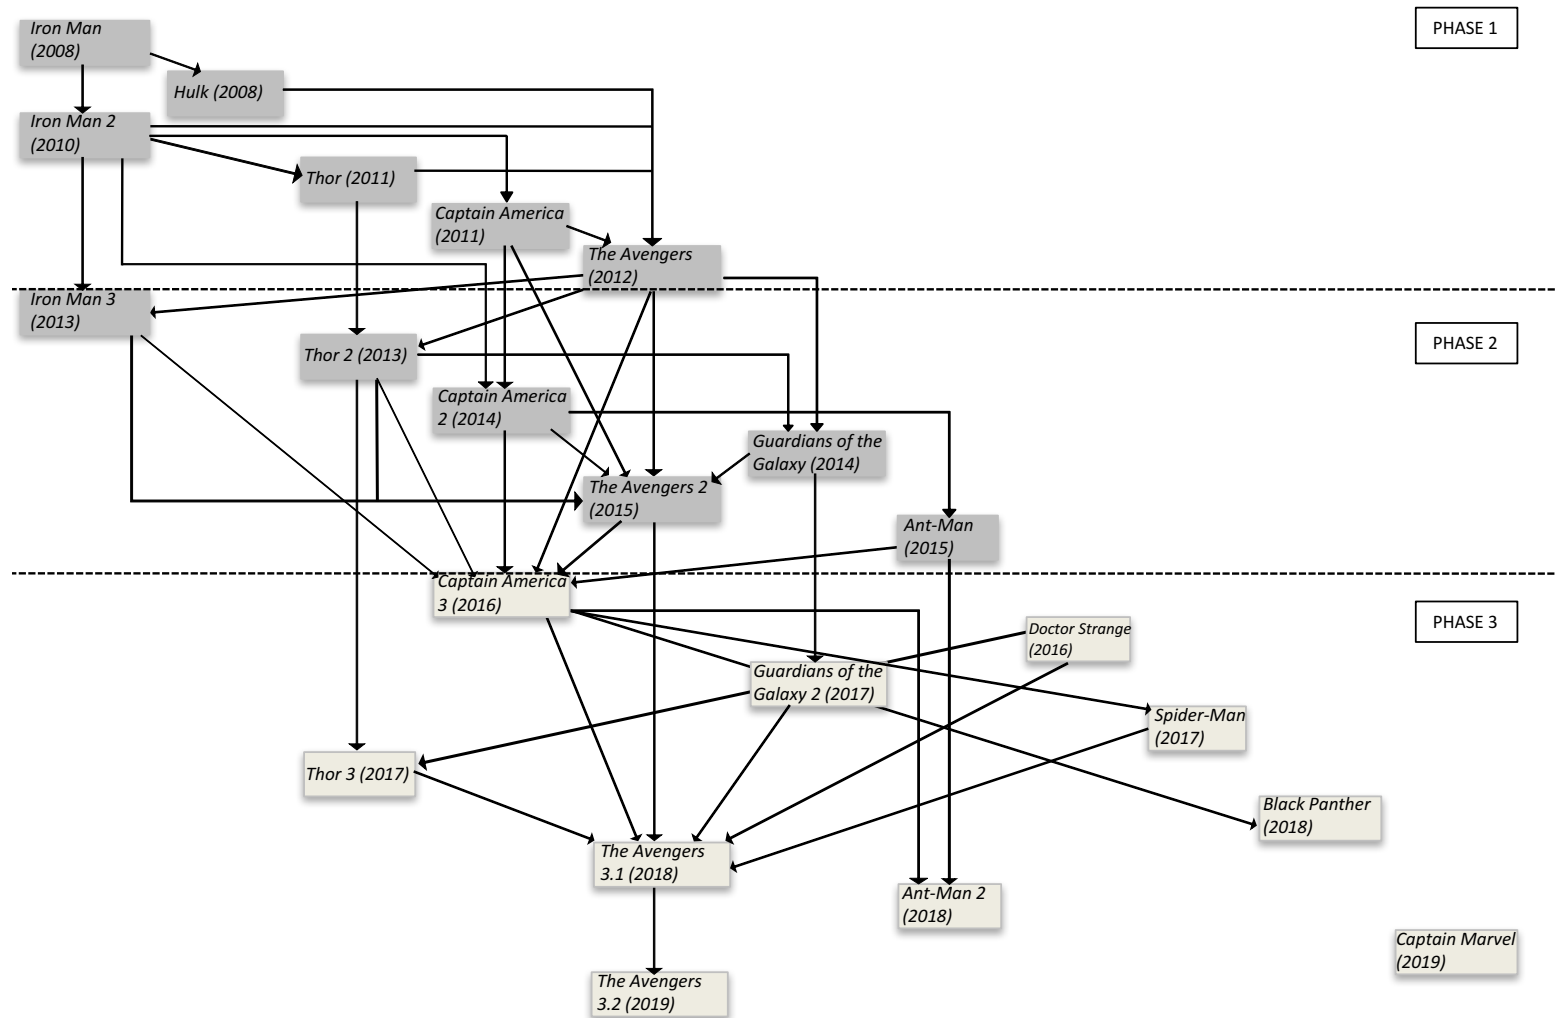 Iron Man
(2008)
PHASE 1
Hulk (2008)
Iron Man 2
(2010)
Thor (2011)
Captain America
(2011)
The Avengers
(2012)
Iron Man 3
(2013)
PHASE 2
Thor 2 (2013)
Captain America
2 (2014)
Guardians of the
Galaxy (2014)
The Avengers 2
(2015)
Ant-Man
(2015)
Captain America
3 (2016)
PHASE 3
Doctor Strange
(2016)
Guardians of the
Galaxy 2 (2017)
Spider-Man
(2017)
Thor 3 (2017)
Black Panther
(2018)
The Avengers
3.1 (2018)
Ant-Man 2
(2018)
Captain Marvel
(2019)
The Avengers
3.2 (2019)